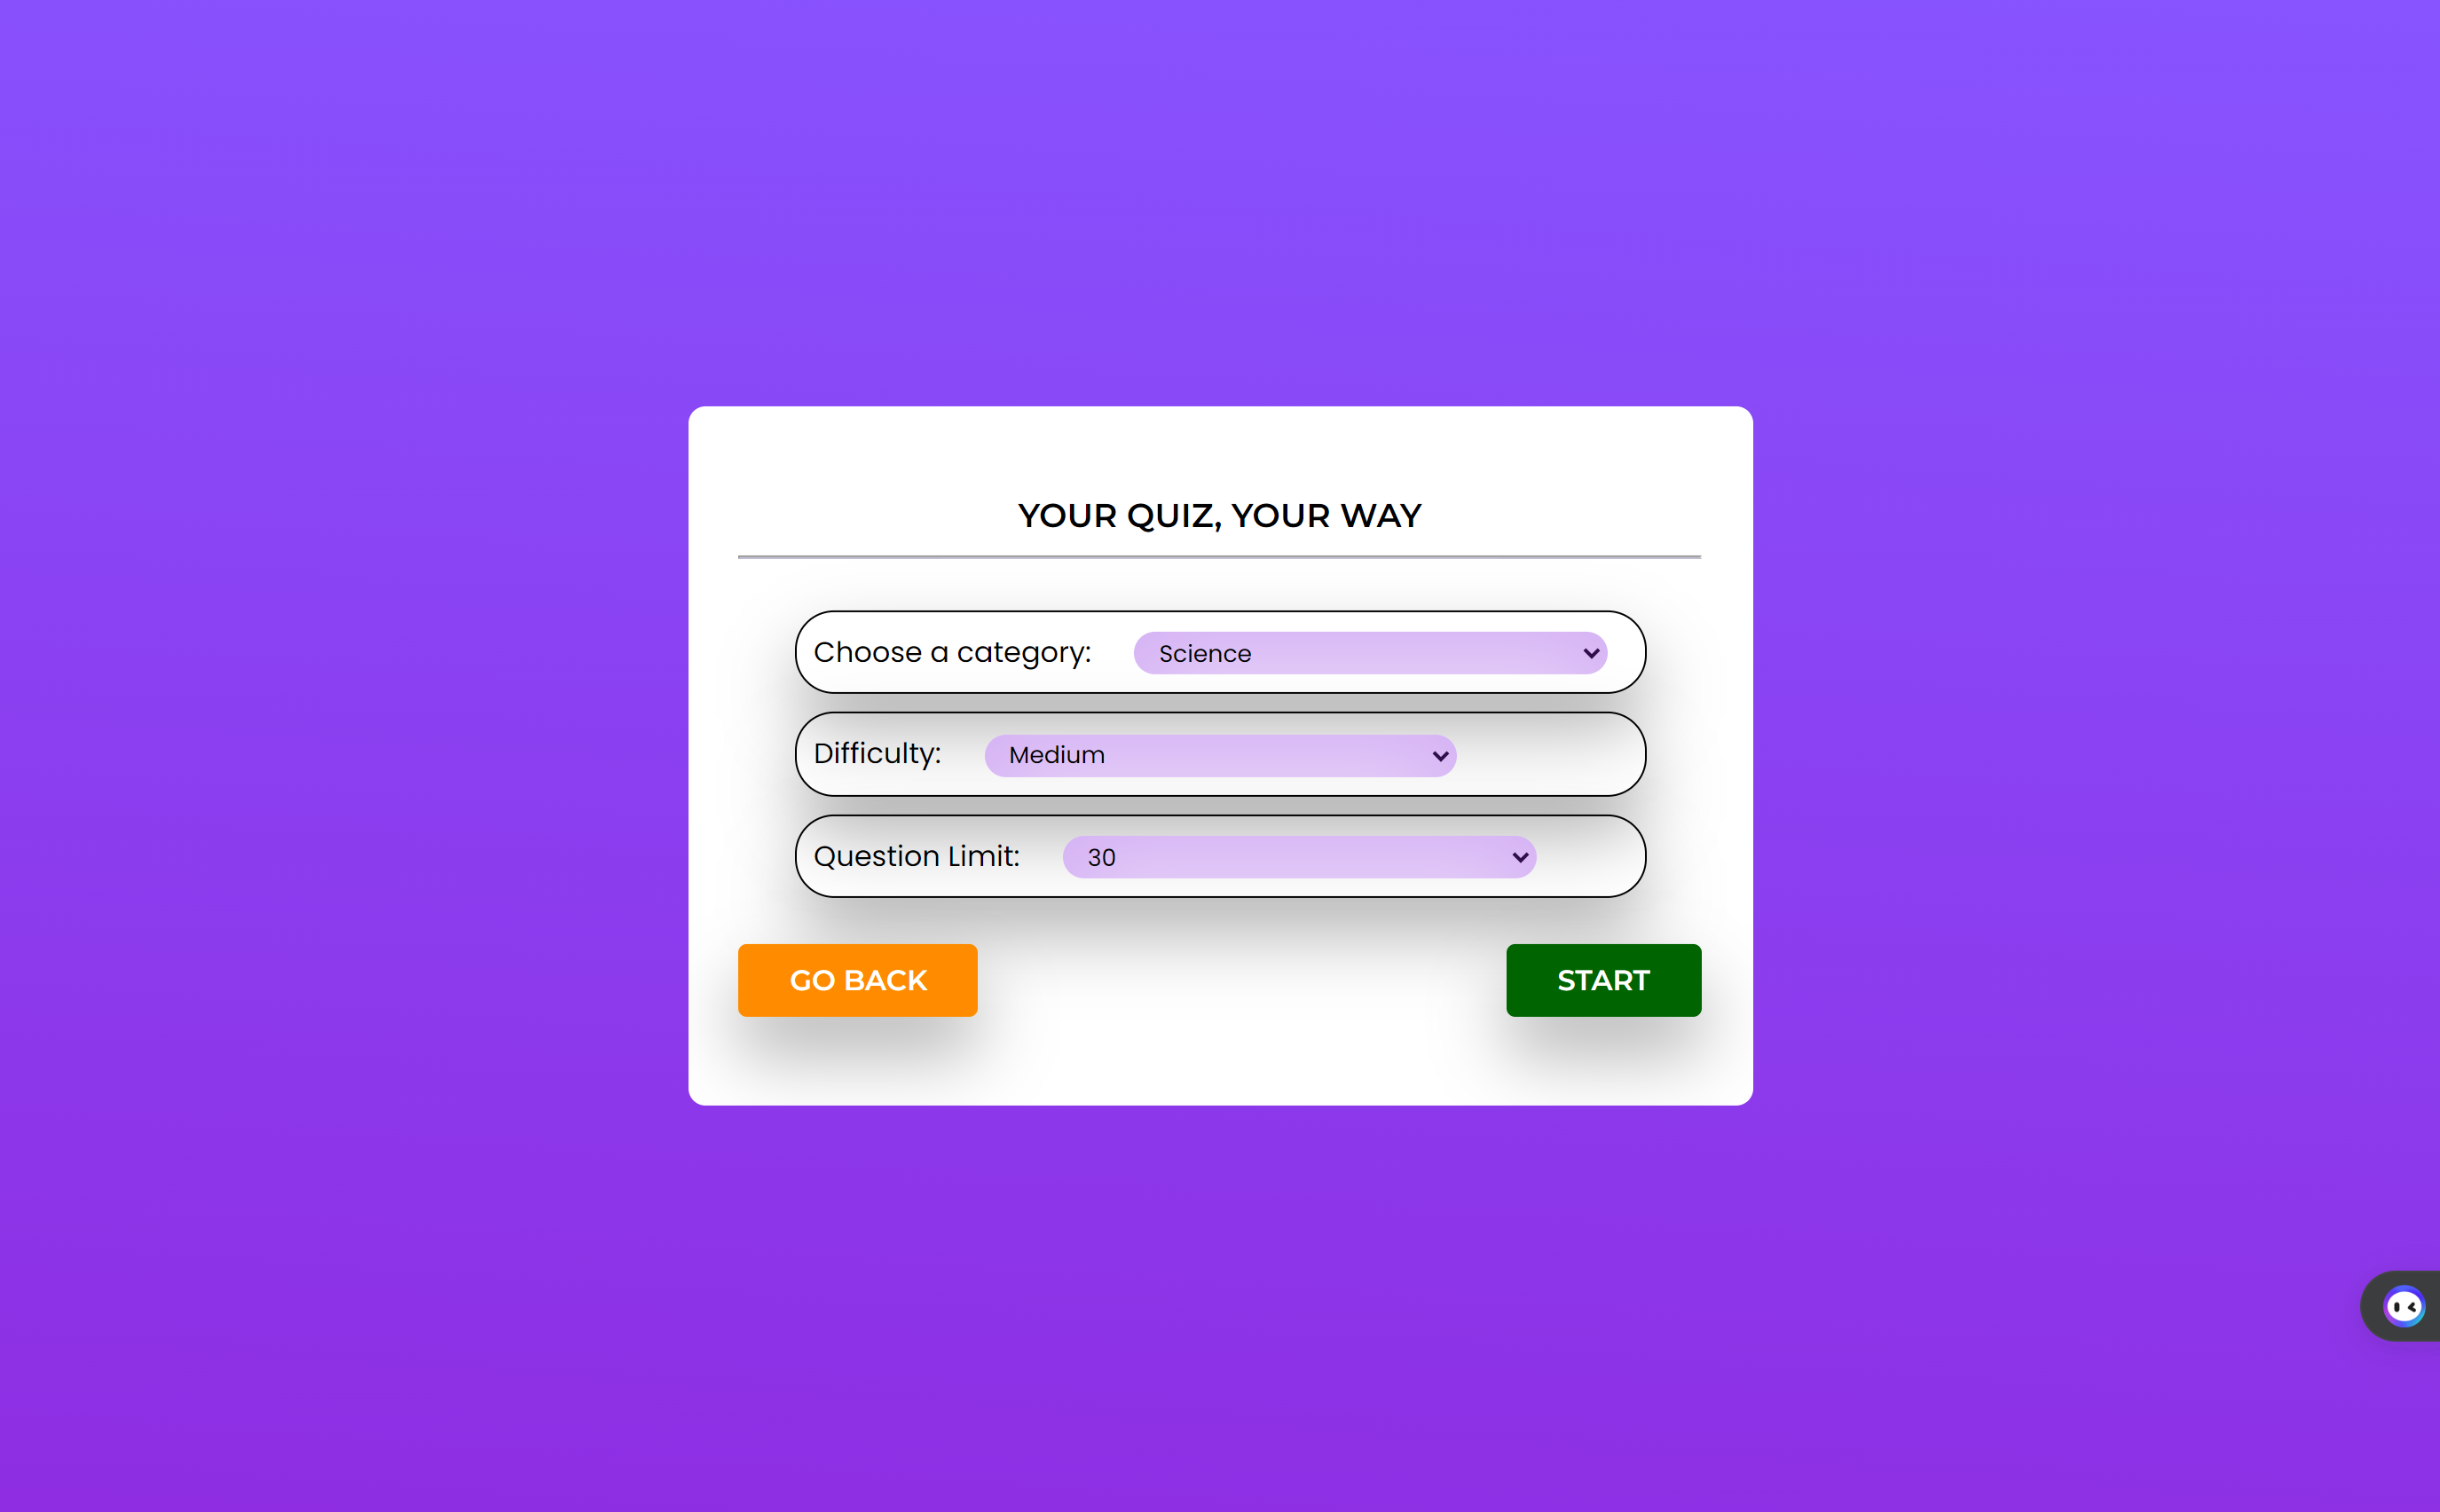 YOUR QUIZ, YOUR WAY
Choose a category: Science
Difficulty: Medium
Question Limit: 30
GO BACK START